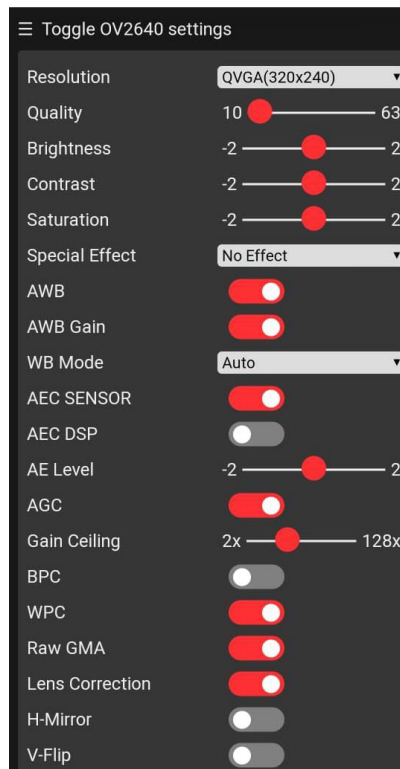 ☰ Toggle OV2640 settings
Resolution QVGA(320x240)
Quality 10 63
Brightness -2 2
Contrast -2 2
Saturation -2 2
Special Effect No Effect
AWB
AWB Gain
WB Mode Auto
AEC SENSOR
AEC DSP
AE Level -2 2
AGC
Gain Ceiling 2x 128x
BPC
WPC
Raw GMA
Lens Correction
H-Mirror
V-Flip